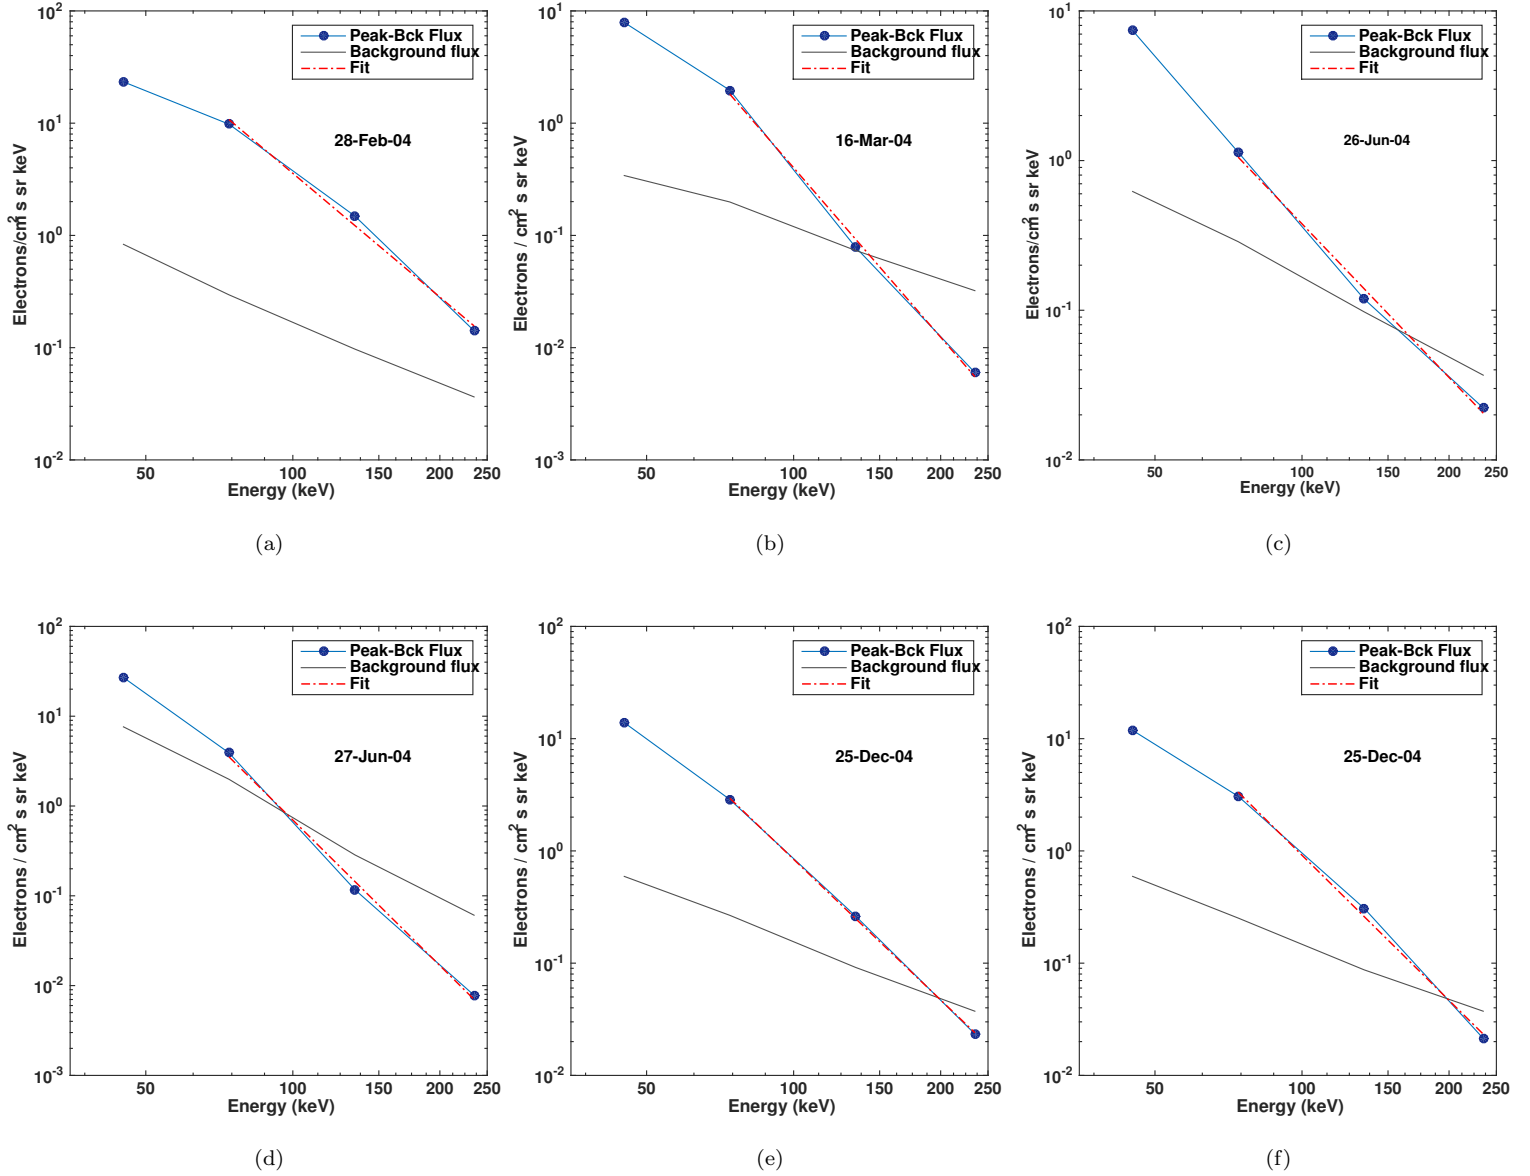 10^2
10^1
10^0
10^-1
10^-2
50
100
150
200
250
Energy (keV)
Electrons/cm^2 s sr keV
Peak-Bck Flux
Background flux
Fit
28-Feb-04
(a)
10^1
10^0
10^-1
10^-2
10^-3
50
100
150
200
250
Energy (keV)
Electrons / cm^2 s sr keV
Peak-Bck Flux
Background flux
Fit
16-Mar-04
(b)
10^1
10^0
10^-1
10^-2
50
100
150
200
250
Energy (keV)
Electrons/cm^2 s sr keV
Peak-Bck Flux
Background flux
Fit
26-Jun-04
(c)
10^2
10^1
10^0
10^-1
10^-2
10^-3
50
100
150
200
250
Energy (keV)
Electrons / cm^2 s sr keV
Peak-Bck Flux
Background flux
Fit
27-Jun-04
(d)
10^2
10^1
10^0
10^-1
10^-2
50
100
150
200
250
Energy (keV)
Electrons / cm^2 s sr keV
Peak-Bck Flux
Background flux
Fit
25-Dec-04
(e)
10^2
10^1
10^0
10^-1
10^-2
50
100
150
200
250
Energy (keV)
Electrons / cm^2 s sr keV
Peak-Bck Flux
Background flux
Fit
25-Dec-04
(f)